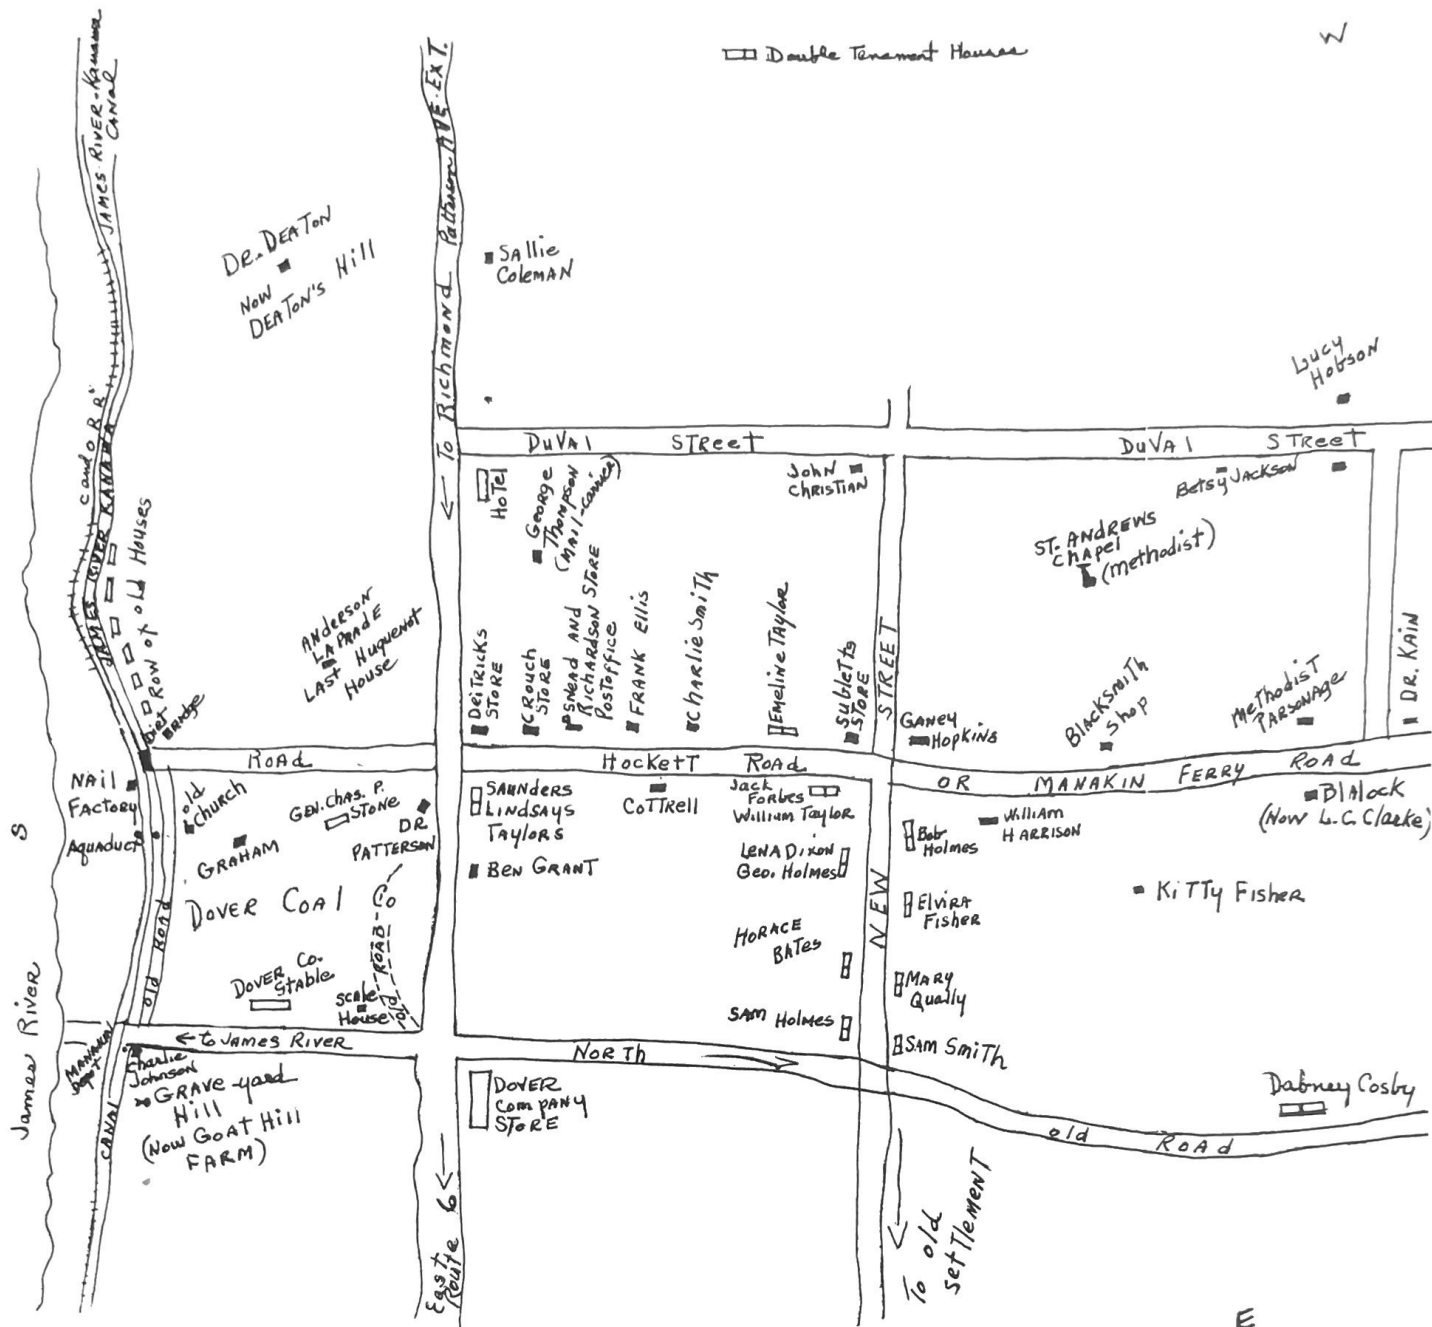 W
Double Tenament Houses
JAMES-RIVER-Kanawa
CANAL
Patterson AVE. EXT.
To Richmond
DR. DEATON
NOW
DEATON'S Hill
SAllie
ColeMAN
Lucy
HOBSON
C and O RR
JAMES RIVER KANAWA
DUVAl STReeT
DUVAl STReeT
HOTEl
GEORGE
Thompson
(MAIL-CARRIER)
John
CHRISTIAN
Betsy JACKSON
ST. ANDREWS
Chapel
(Methodist)
ROW of old HOUSES
ANDERSON
LAPRADE
LAST HUQUENOT
House
DeiTRICKS
STORE
CROUCH
STORE
SNEAD AND
RICHARDSON STORE
Postoffice
FRANK Ellis
CHARLIE SmiTh
Emeline TAYloR
SubleTTs
STORE
STREET
GANEY
HOPKINS
BlACKSmiTh
Shop
MeThodisT
PARSONAge
DR. KAIN
BRIDGE
ROAd
HOCKETT ROAd
OR MANAKIN FERRY ROAD
NAil
FACTORY
old
CHURCH
GEN. CHAS. P.
STONE
DR.
PATTERSON
SAUNDERS
LINDSAYS
TAYloRS
COTTRell
JACK
FORbes
William TAYLOR
William
HARRISON
BlAlock
(Now L.C. Clarke)
S
Aquaduct
GRAHAM
BEN GRANT
LENA DIXON
Geo. Holmes
Bob
Holmes
DOVER COAl Co
KITTy FisheR
ElviRA
FisheR
NEW
old ROAD
old ROAD
HORACE
BATES
DOVER Co.
STable
SCAle
House
MARY
QuAlly
SAM Holmes
SAM SmiTH
James River
to JAMES RIVER
NORTh
MANAKIN
Depot
CHARlie
JOHNSON
GRAVE-yard
Hill
(NOW GOAT Hill
FARM)
CANAL
DOVER
ComPANy
STORE
Dabney Cosby
old ROAd
East
Route 6
To old
seTTlement
E